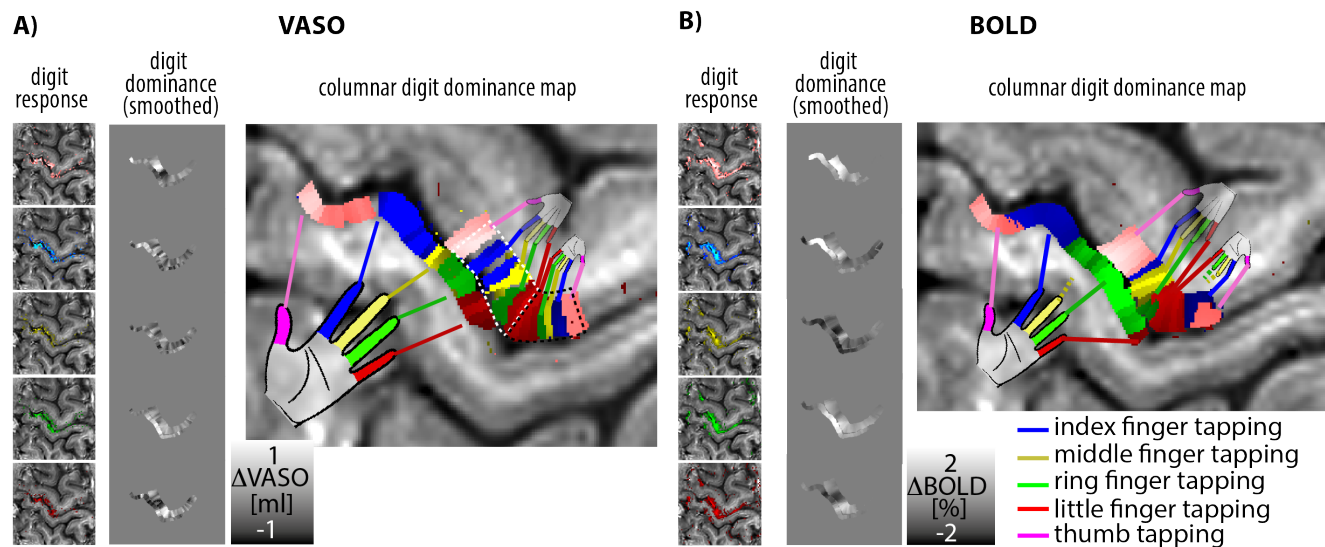 A)
VASO
digit
response
digit
dominance
(smoothed)
columnar digit dominance map
1
ΔVASO
[ml]
-1
B)
BOLD
digit
response
digit
dominance
(smoothed)
columnar digit dominance map
2
ΔBOLD
[%]
-2
index finger tapping
middle finger tapping
ring finger tapping
little finger tapping
thumb tapping